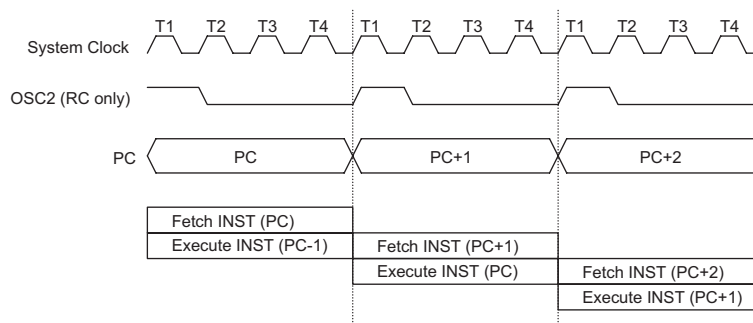 T1 T2 T3 T4 T1 T2 T3 T4 T1 T2 T3 T4
System Clock
OSC2 (RC only)
PC PC PC+1 PC+2
Fetch INST (PC)
Execute INST (PC-1) Fetch INST (PC+1)
Execute INST (PC) Fetch INST (PC+2)
Execute INST (PC+1)